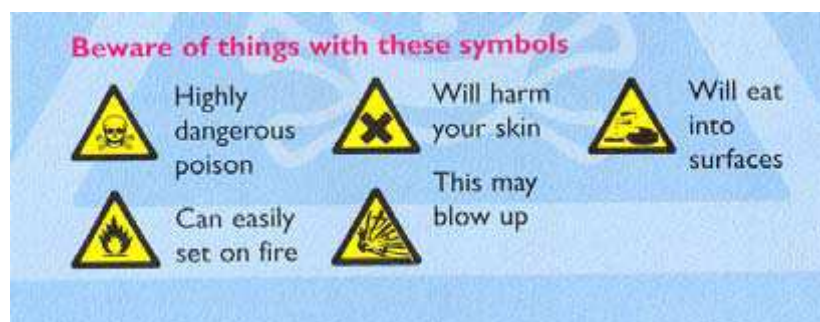 Beware of things with these symbols
Highly
dangerous
poison
Will harm
your skin
Will eat
into
surfaces
Can easily
set on fire
This may
blow up